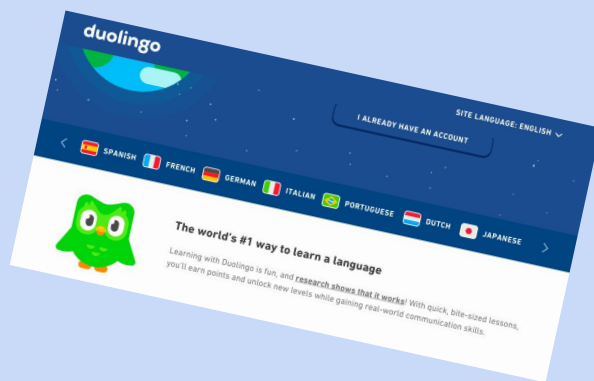 duolingo
SITE LANGUAGE: ENGLISH
I ALREADY HAVE AN ACCOUNT
SPANISH FRENCH GERMAN ITALIAN PORTUGUESE DUTCH JAPANESE
The world's #1 way to learn a language
Learning with Duolingo is fun, and research shows that it works! With quick, bite-sized lessons,
you'll earn points and unlock new levels while gaining real-world communication skills.